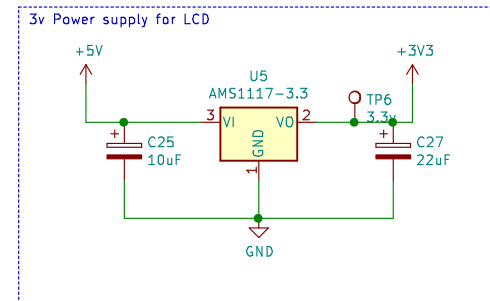 3v Power supply for LCD
+5V
+3V3
U5
AMS1117-3.3
TP6
3.3v
3
VI
VO
2
+
C25
10uF
GND
1
+
C27
22uF
GND